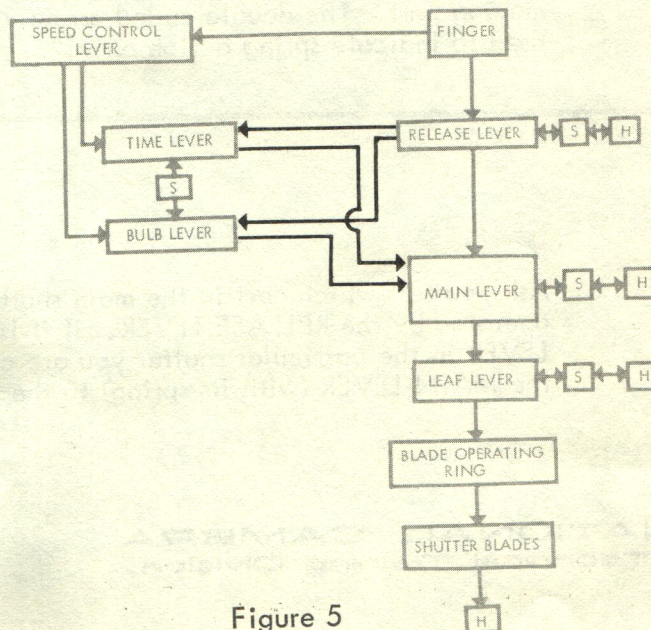 SPEED CONTROL
LEVER
FINGER
TIME LEVER
RELEASE LEVER
S
H
S
BULB LEVER
MAIN LEVER
S
H
LEAF LEVER
S
H
BLADE OPERATING
RING
SHUTTER BLADES
H
Figure 5